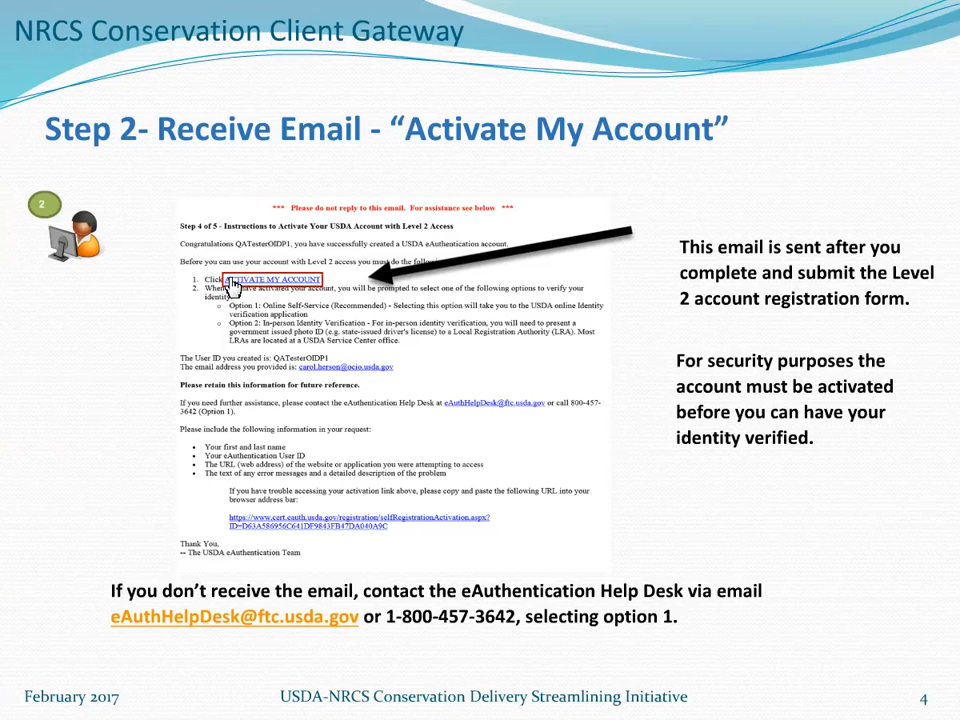 NRCS Conservation Client Gateway
Step 2- Receive Email - “Activate My Account”
2
*** Please do not reply to this email. For assistance see below ***
Step 4 of 5 - Instructions to Activate Your USDA Account with Level 2 Access
Congratulations QATesterOIDP1, you have successfully created a USDA eAuthentication account.
Before you can use your account with Level 2 access you must do the
1. Click ACTIVATE MY ACCOUNT
2. When have activated your account, you will be prompted to select one of the following options to verify your
identity
Option 1: Online Self-Service (Recommended) - Selecting this option will take you to the USDA online Identity
verification application
Option 2: In-person Identity Verification - For in-person identity verification, you will need to present a
government issued photo ID (e.g. state-issued driver's license) to a Local Registration Authority (LRA). Most
LRAs are located at a USDA Service Center office.
The User ID you created is: QATesterOIDP1
The email address you provided is: carol.herson@ocio.usda.gov
Please retain this information for future reference.
If you need further assistance, please contact the eAuthentication Help Desk at eAuthHelpDesk@ftc.usda.gov or call 800-457-
3642 (Option 1).
Please include the following information in your request:
• Your first and last name
• Your eAuthentication User ID
• The URL (web address) of the website or application you were attempting to access
• The text of any error messages and a detailed description of the problem
If you have trouble accessing your activation link above, please copy and paste the following URL into your
browser address bar:
https://www.cert.eauth.usda.gov/registration/selfRegistrationActivation.aspx?
ID=D63A586956C641DF9843FB47DA040A9C
Thank You,
-- The USDA eAuthentication Team
This email is sent after you
complete and submit the Level
2 account registration form.
For security purposes the
account must be activated
before you can have your
identity verified.
If you don’t receive the email, contact the eAuthentication Help Desk via email
eAuthHelpDesk@ftc.usda.gov or 1-800-457-3642, selecting option 1.
February 2017
USDA-NRCS Conservation Delivery Streamlining Initiative
4